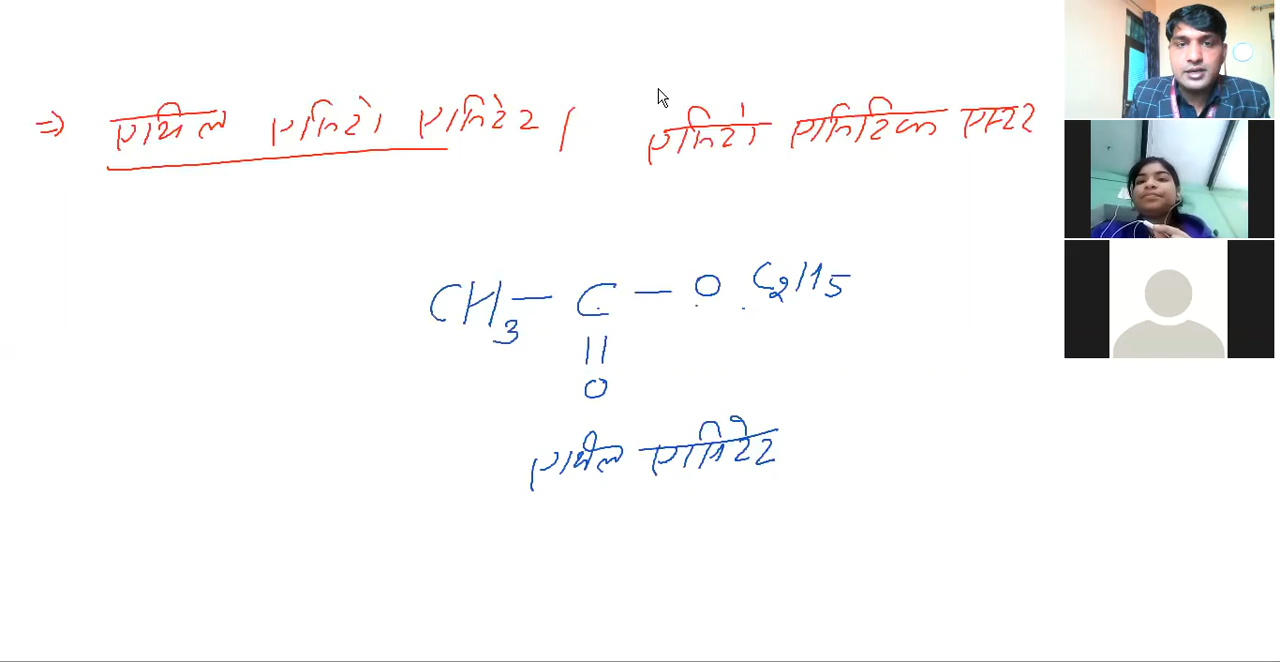 ⇒ एथिल एसिटो एसिटेट / एसिटो एसिटिक एस्टर
CH3 — C — O C2H5
||
O
एथिल एसिटेट